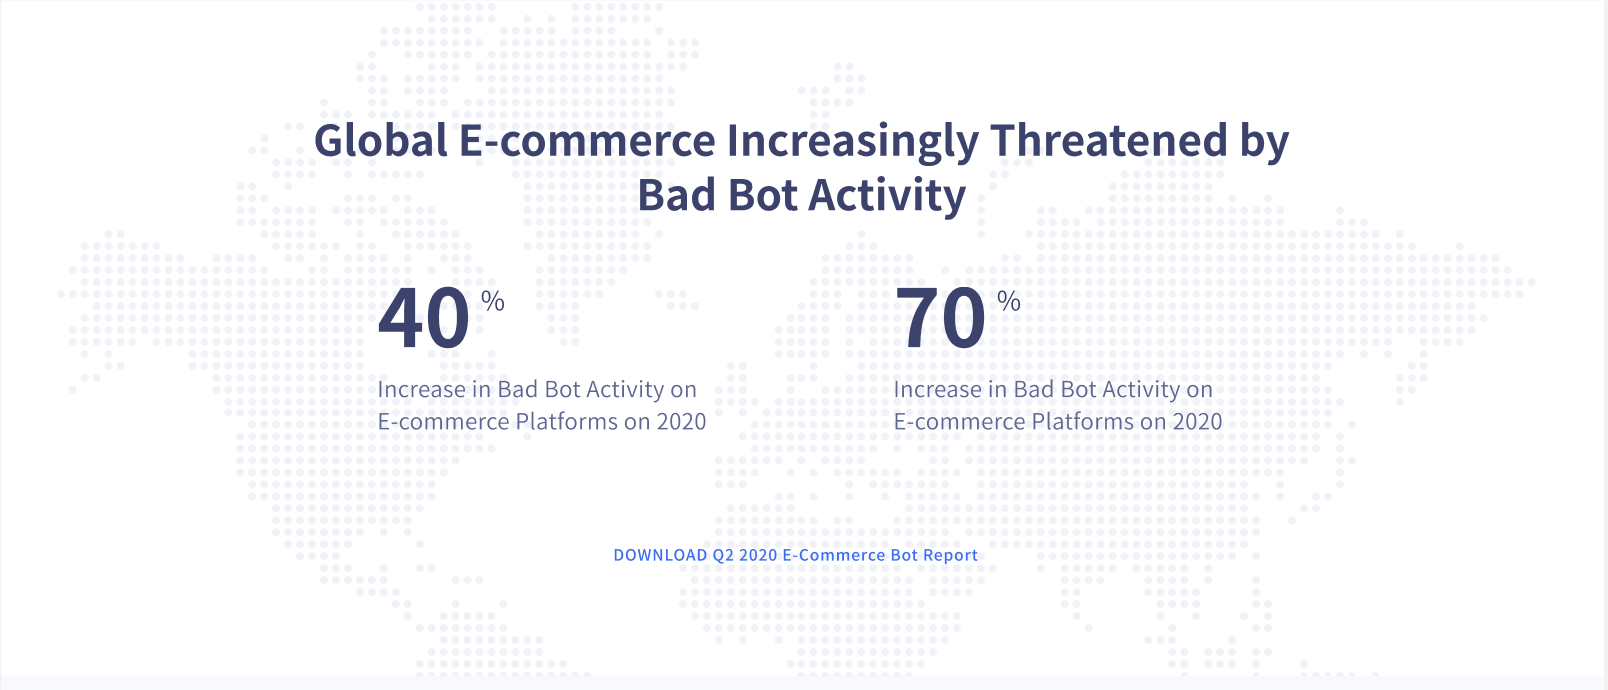 Global E-commerce Increasingly Threatened by
Bad Bot Activity
40 %
Increase in Bad Bot Activity on
E-commerce Platforms on 2020
70 %
Increase in Bad Bot Activity on
E-commerce Platforms on 2020
DOWNLOAD Q2 2020 E-Commerce Bot Report